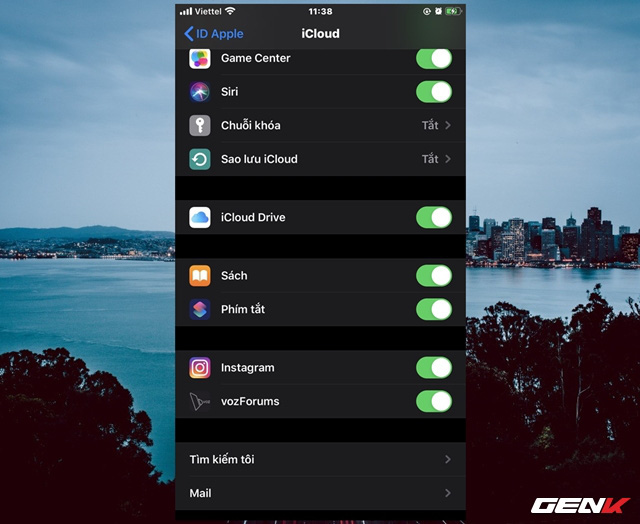 Viettel 11:38
ID Apple iCloud
Game Center
Siri
Chuỗi khóa Tắt
Sao lưu iCloud Tắt
iCloud Drive
Sách
Phím tắt
Instagram
vozForums
Tìm kiếm tôi
Mail
GENK